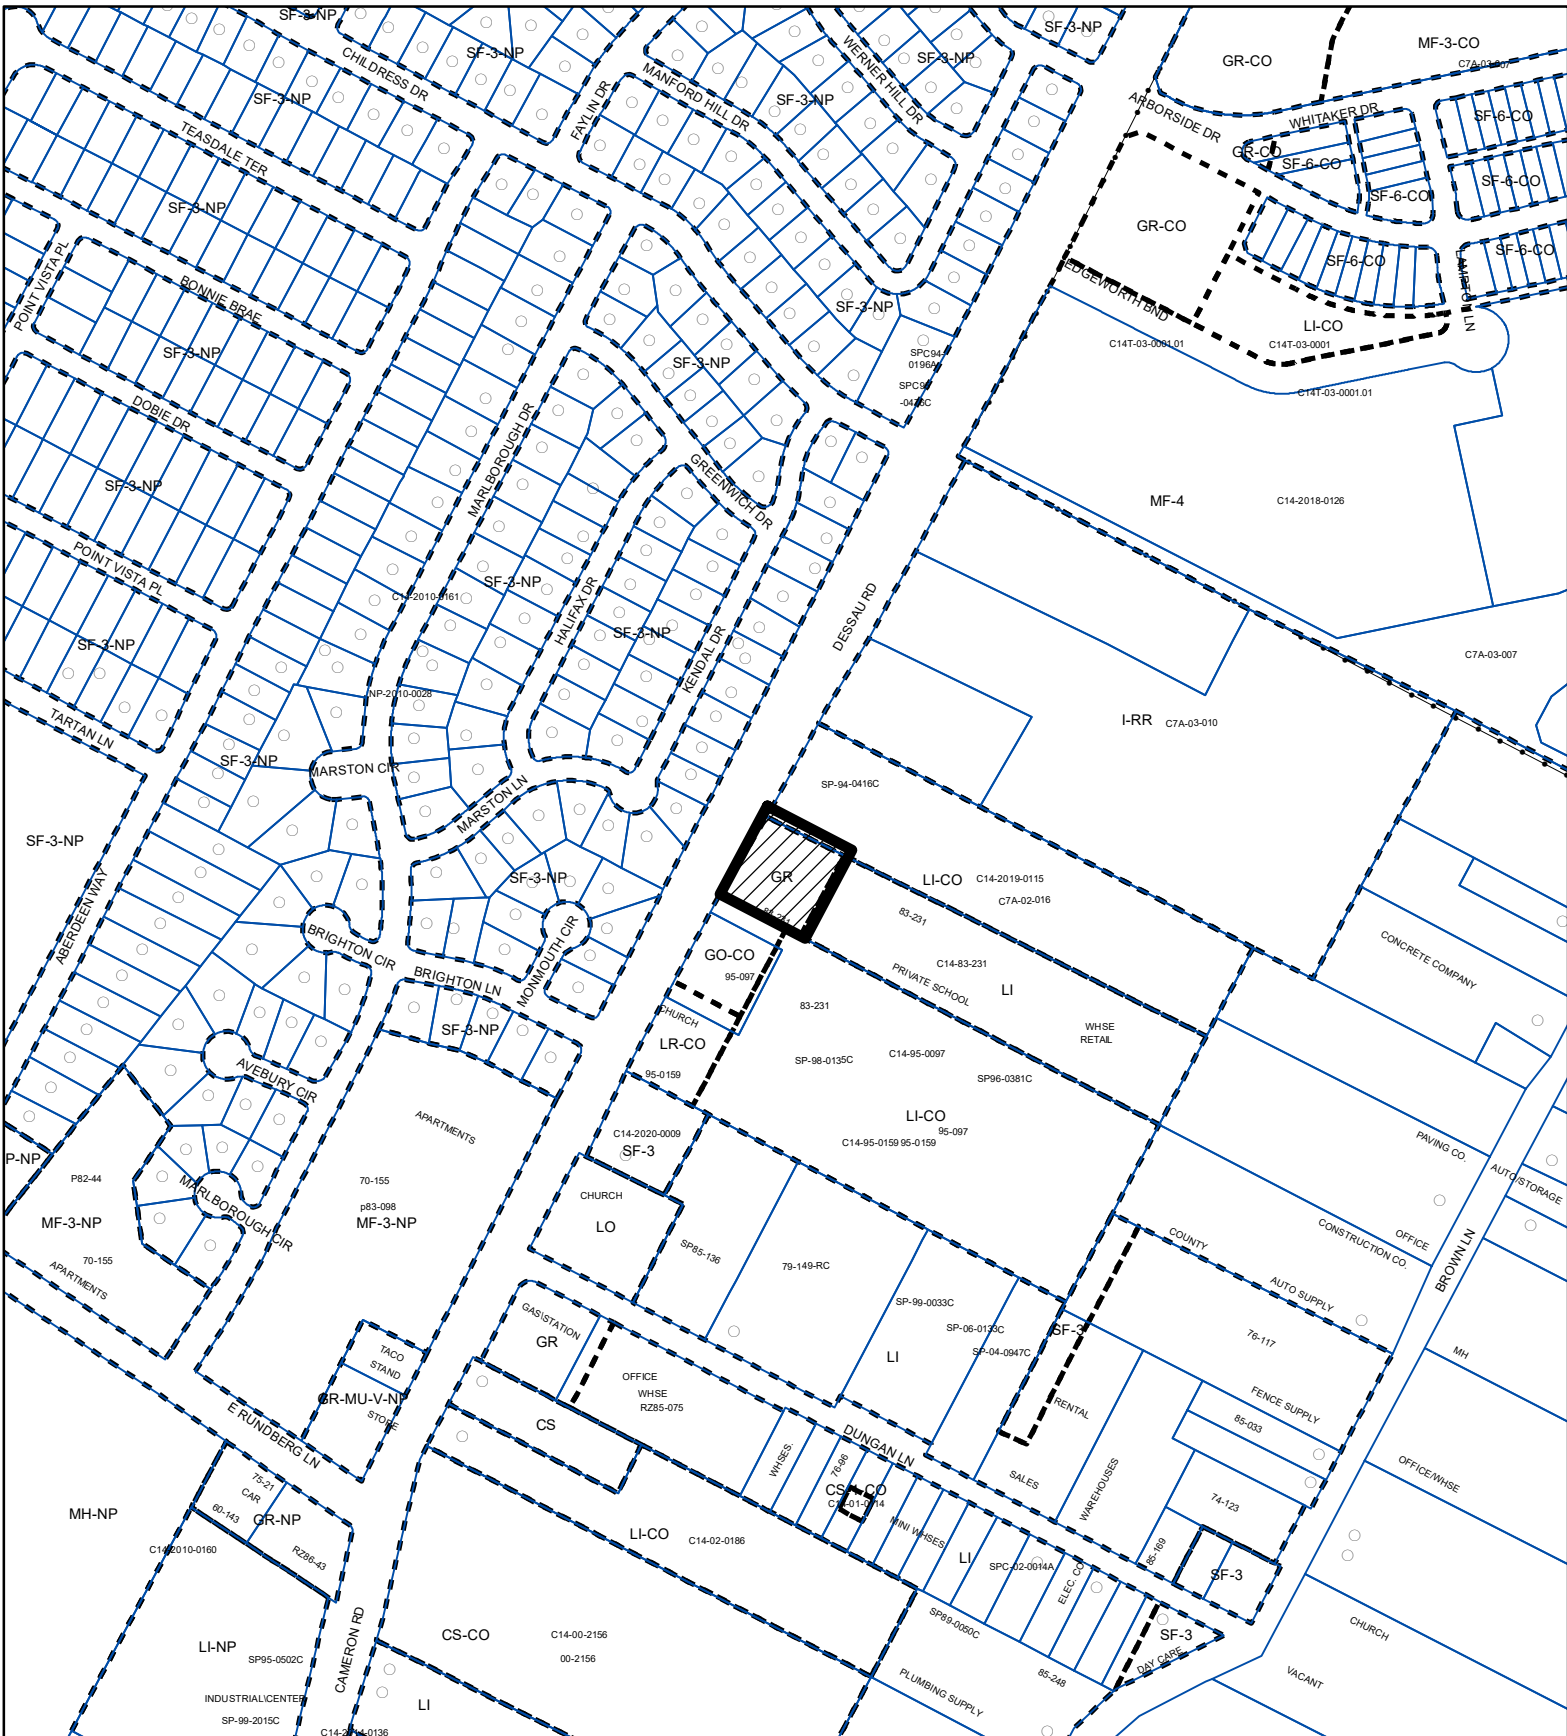 SF-3-NP
SF-3-NP
CHILDRESS DR
SF-3-NP
TEASDALE TER
SF-3-NP
FAYLIN DR
MANFORD HILL DR
SF-3-NP
WERNER HILL DR
SF-3-NP
SF-3-NP
GR-CO
MF-3-CO
ARBORSIDE DR
WHITAKER DR
GR-CO
SF-6-CO
SF-6-CO
SF-6-CO
SF-6-CO
SF-6-CO
GR-CO
SF-6-CO
LI-CO
EDGEWORTH BND
C14T-03-0001.01
C14T-03-0001
C14T-03-0001.01
POINT VISTA PL
BONNIE BRAE
SF-3-NP
DOBIE DR
SF-3-NP
POINT VISTA PL
SF-3-NP
TARTAN LN
SF-3-NP
SF-3-NP
SPC94-
0196A
MARLBOROUGH DR
GREENWICH DR
SF-3-NP
C14-2010-0161
HALIFAX DR
SF-3-NP
KENDAL DR
DESSAU RD
MF-4
C14-2018-0126
C7A-03-007
NP-2010-0028
SF-3-NP
MARSTON CIR
MARSTON LN
SF-3-NP
I-RR
C7A-03-010
SP-94-0416C
SF-3-NP
ABERDEEN WAY
GR
LI-CO
C14-2019-0115
C7A-02-016
83-231
C14-83-231
PRIVATE SCHOOL
LI
BRIGHTON CIR
BRIGHTON LN
MONMOUTH CIR
GO-CO
95-097
83-231
CONCRETE COMPANY
WHSE
RETAIL
CHURCH
LR-CO
95-0159
SF-3-NP
SP-98-0135C
C14-95-0097
SP96-0381C
AVEBURY CIR
APARTMENTS
LI-CO
95-097
C14-95-0159 95-0159
C14-2020-0009
SF-3
PAVING CO.
AUTO/STORAGE
P-NP
P82-44
MF-3-NP
70-155
APARTMENTS
MARLBOROUGH CIR
70-155
p83-098
MF-3-NP
CHURCH
LO
SP85-136
79-149-RC
COUNTY
CONSTRUCTION CO.
OFFICE
BROWN LN
AUTO SUPPLY
SP-99-0033C
SP-06-0133C
SP-04-0947C
SF-3
76-117
MH
LI
GAS\STATION
GR
TACO
STAND
GR-MU-V-NP
STORE
OFFICE
WHSE
RZ85-075
RENTAL
FENCE SUPPLY
85-033
E RUNDBERG LN
CS
DUNGAN LN
WHSES.
76-96
SALES
WAREHOUSES
OFFICE/WHSE
74-123
MH-NP
75-21
CAR
60-143
GR-NP
RZ86-43
C14-2010-0160
LI-CO
C14-02-0186
MINI WHSES
LI
SPC-02-0014A
ELEC. CO
85-169
SF-3
SP89-0050C
SF-3
DAY CARE
CHURCH
CAMERON RD
LI-NP
SP95-0502C
CS-CO
C14-00-2156
00-2156
PLUMBING SUPPLY
85-248
VACANT
INDUSTRIAL\CENTER
SP-99-2015C
LI